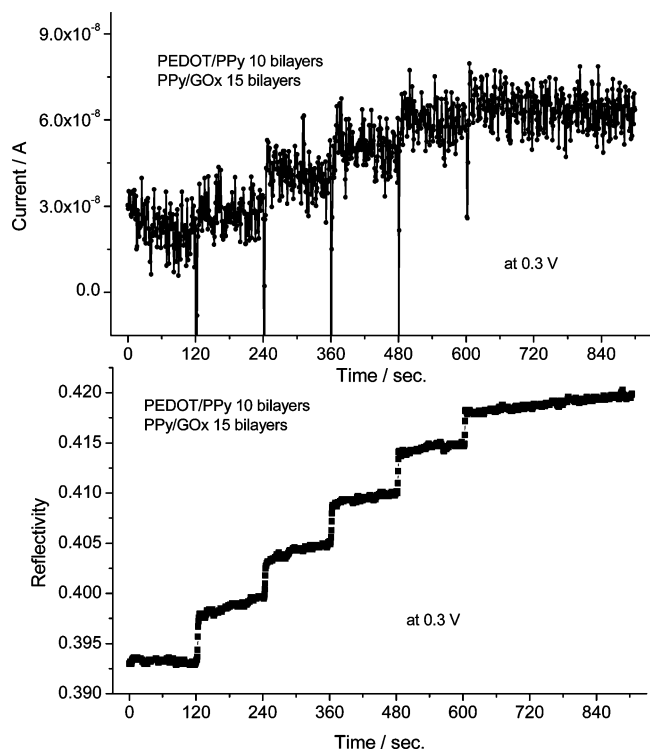 9.0x10⁻⁸
PEDOT/PPy 10 bilayers
PPy/GOx 15 bilayers
6.0x10⁻⁸
Current / A
3.0x10⁻⁸
at 0.3 V
0.0
0 120 240 360 480 600 720 840
Time / sec.
0.420
PEDOT/PPy 10 bilayers
PPy/GOx 15 bilayers
0.415
0.410
Reflectivity
0.405
0.400
at 0.3 V
0.395
0.390
0 120 240 360 480 600 720 840
Time / sec.